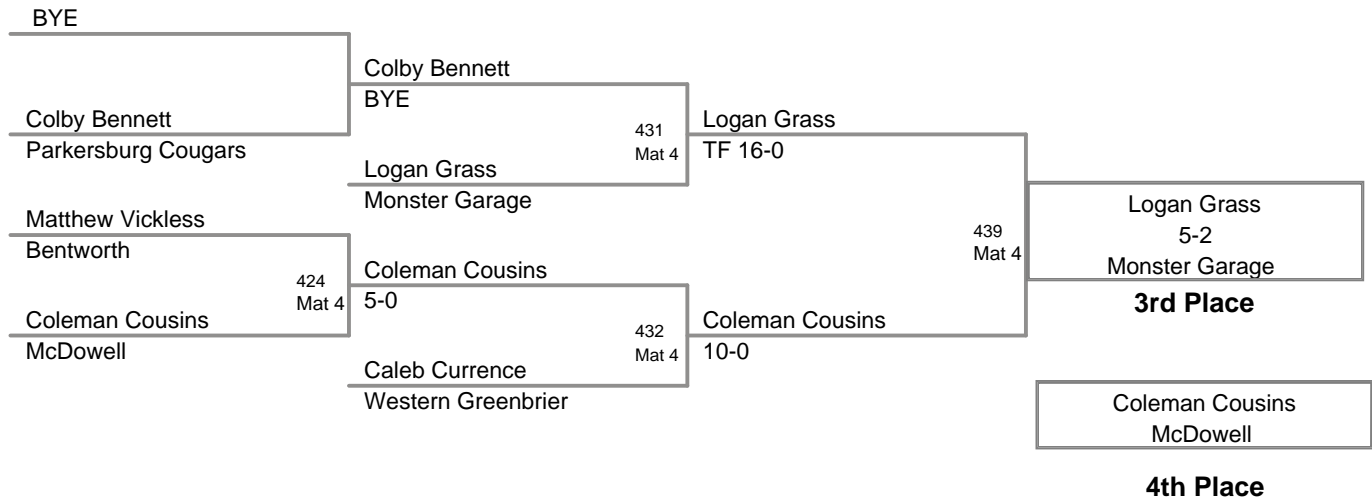 BYE
Colby Bennett
BYE
Colby Bennett
Parkersburg Cougars
431
Mat 4
Logan Grass
TF 16-0
Logan Grass
Monster Garage
Matthew Vickless
Bentworth
424
Mat 4
Coleman Cousins
5-0
Coleman Cousins
McDowell
432
Mat 4
Coleman Cousins
10-0
Caleb Currence
Western Greenbrier
439
Mat 4
Logan Grass
5-2
Monster Garage
3rd Place
Coleman Cousins
McDowell
4th Place